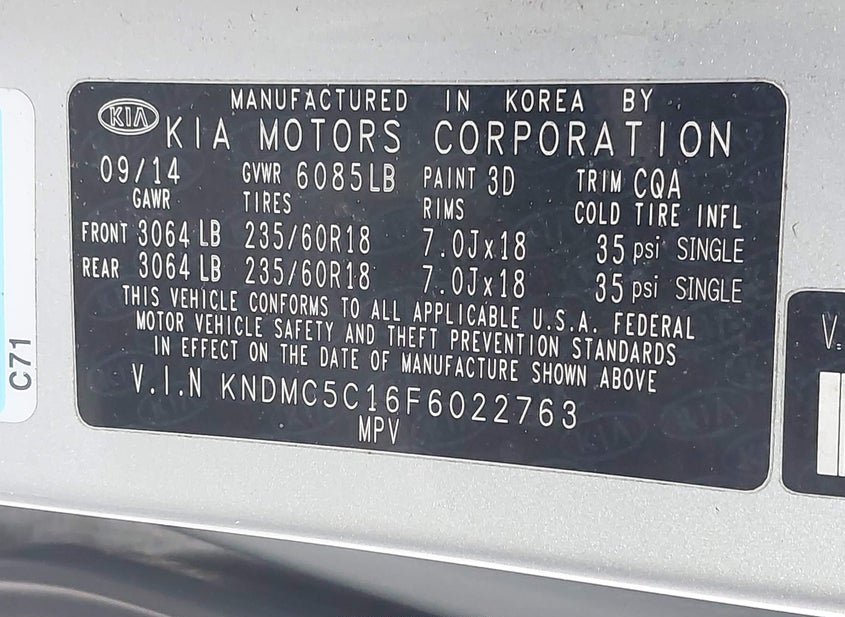 MANUFACTURED IN KOREA BY
KIA KIA MOTORS CORPORATION
09/14 GVWR 6085LB PAINT 3D TRIM CQA
GAWR TIRES RIMS COLD TIRE INFL
FRONT 3064 LB 235/60R18 7.0Jx18 35 psi SINGLE
REAR 3064 LB 235/60R18 7.0Jx18 35 psi SINGLE
THIS VEHICLE CONFORMS TO ALL APPLICABLE U.S.A. FEDERAL
MOTOR VEHICLE SAFETY AND THEFT PREVENTION STANDARDS
IN EFFECT ON THE DATE OF MANUFACTURE SHOWN ABOVE
V.I.N KNDMC5C16F6022763
MPV
C71
V.